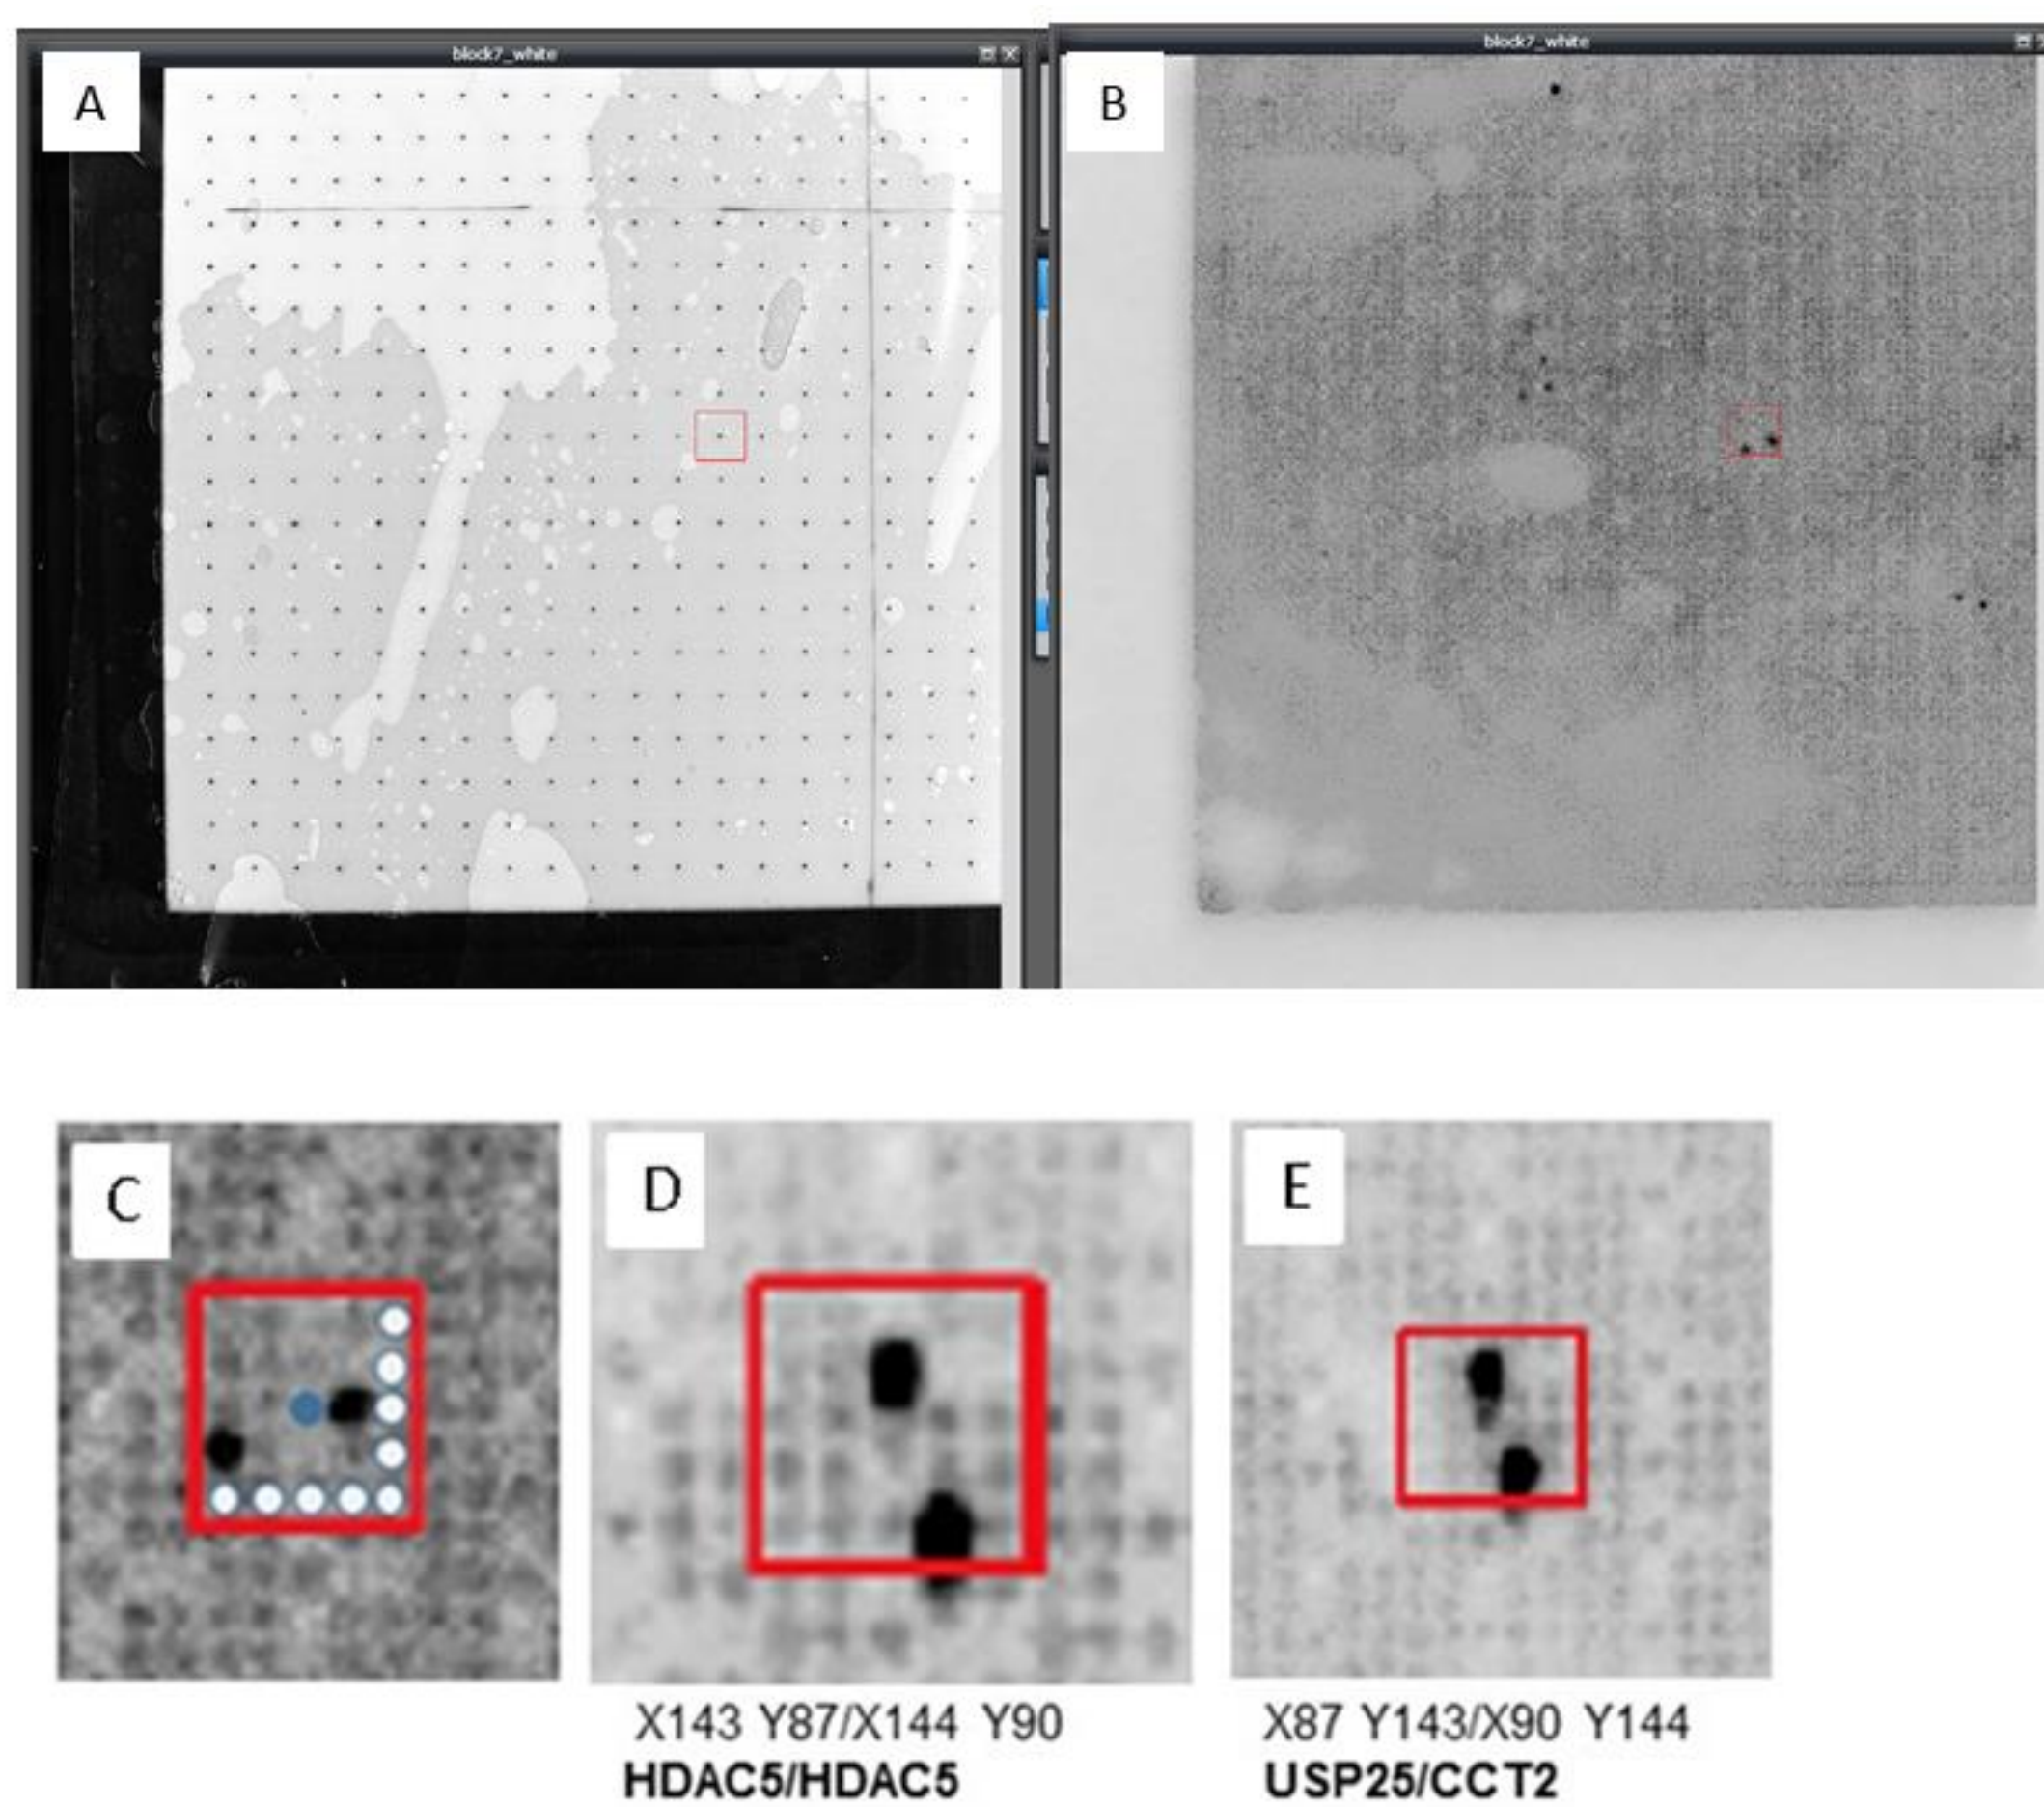 block7_white
block7_white
A
B
C
D
E
X143 Y87/X144 Y90
HDAC5/HDAC5
X87 Y143/X90 Y144
USP25/CCT2